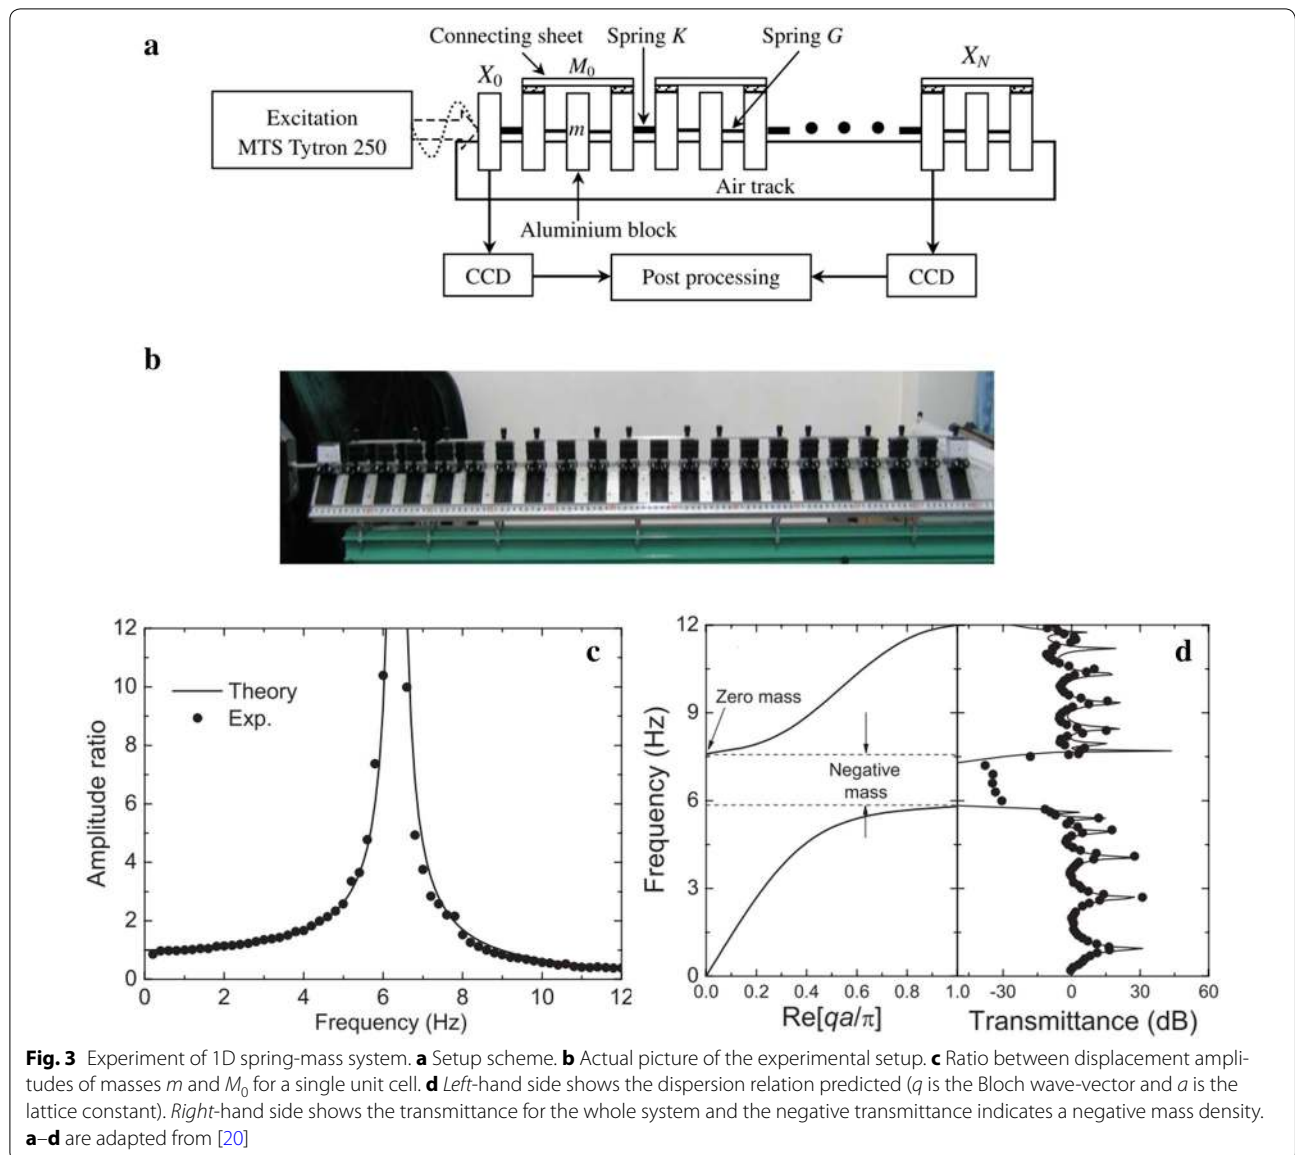 a
Connecting sheet Spring K Spring G
X0 M0 XN
Excitation
MTS Tytron 250
m
Air track
Aluminium block
CCD Post processing CCD
b
c
12
10
8
6
4
2
0
Amplitude ratio
Theory
Exp.
0 2 4 6 8 10 12
Frequency (Hz)
d
12
9
6
3
0
Frequency (Hz)
Zero mass
Negative
mass
0.0 0.2 0.4 0.6 0.8 1.0 -30 0 30 60
Re[qa/π] Transmittance (dB)
Fig. 3 Experiment of 1D spring-mass system. a Setup scheme. b Actual picture of the experimental setup. c Ratio between displacement ampli-
tudes of masses m and M0 for a single unit cell. d Left-hand side shows the dispersion relation predicted (q is the Bloch wave-vector and a is the
lattice constant). Right-hand side shows the transmittance for the whole system and the negative transmittance indicates a negative mass density.
a–d are adapted from [20]